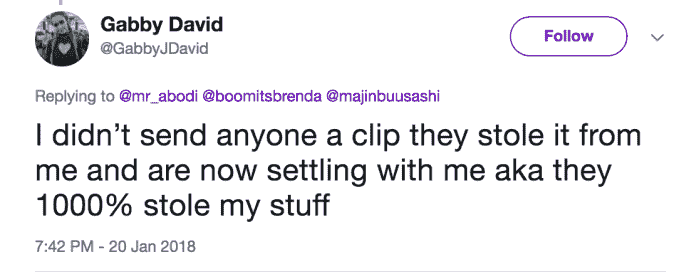 Gabby David
@GabbyJDavid
Follow
Replying to @mr_abodi @boomitsbrenda @majinbuusashi
I didn’t send anyone a clip they stole it from
me and are now settling with me aka they
1000% stole my stuff
7:42 PM - 20 Jan 2018